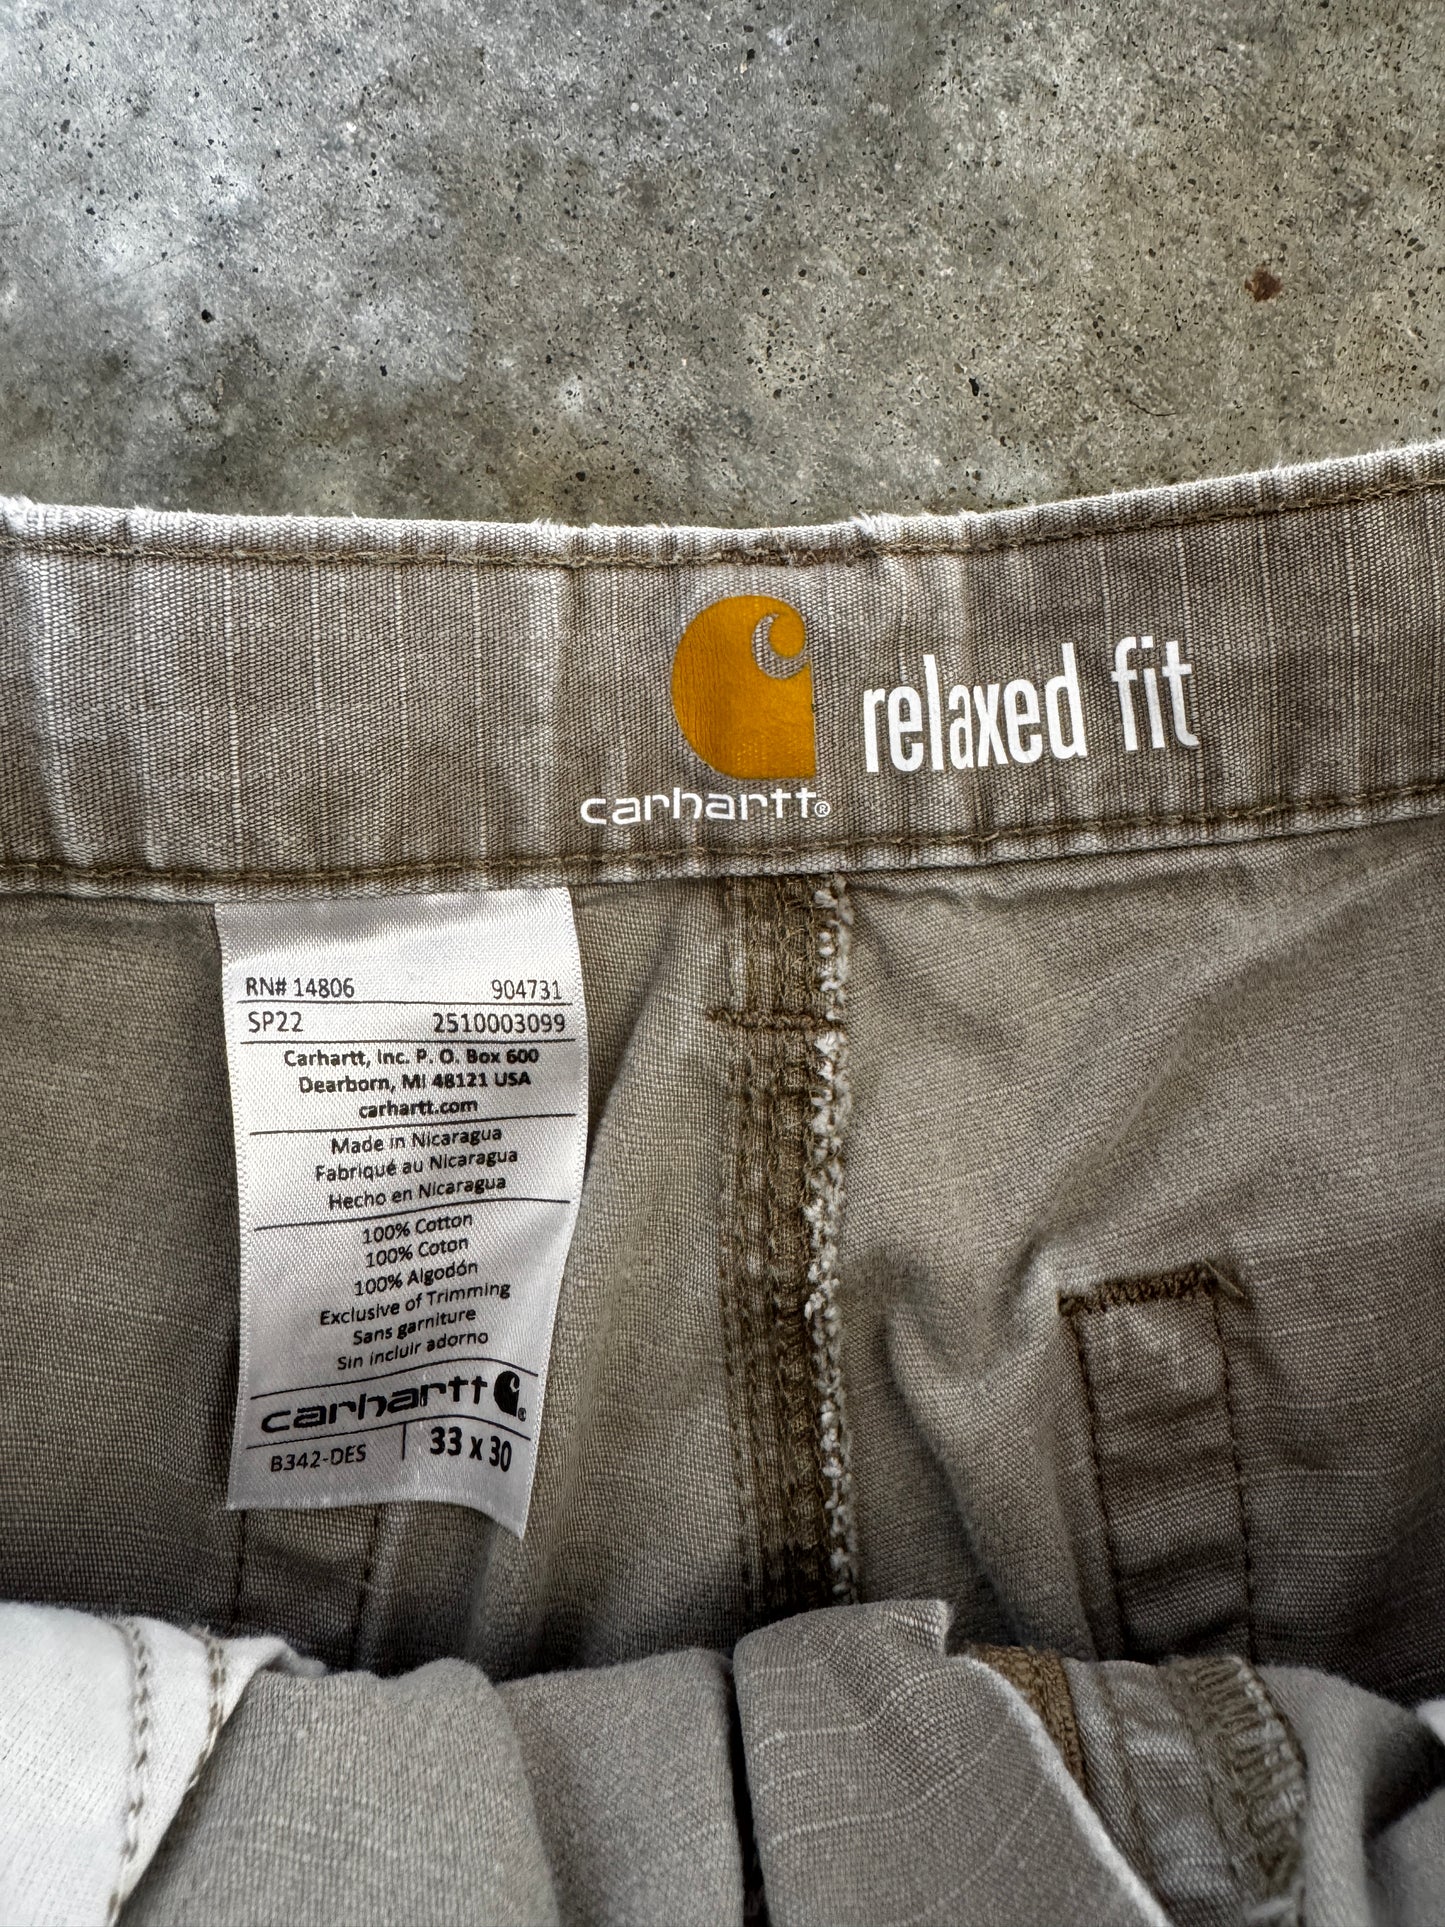 carhartt®
relaxed fit
RN# 14806 904731
SP22 2510003099
Carhartt, Inc. P. O. Box 600
Dearborn, MI 48121 USA
carhartt.com
Made in Nicaragua
Fabriqué au Nicaragua
Hecho en Nicaragua
100% Cotton
100% Coton
100% Algodón
Exclusive of Trimming
Sans garniture
Sin incluir adorno
carhartt
B342-DES 33 x 30